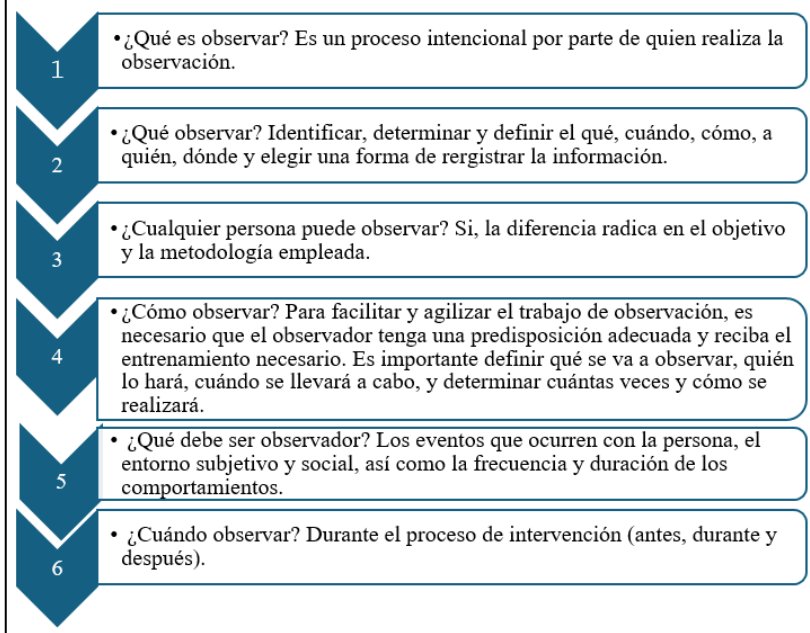 1
•¿Qué es observar? Es un proceso intencional por parte de quien realiza la
observación.
2
•¿Qué observar? Identificar, determinar y definir el qué, cuándo, cómo, a
quién, dónde y elegir una forma de rergistrar la información.
3
•¿Cualquier persona puede observar? Si, la diferencia radica en el objetivo
y la metodología empleada.
4
•¿Cómo observar? Para facilitar y agilizar el trabajo de observación, es
necesario que el observador tenga una predisposición adecuada y reciba el
entrenamiento necesario. Es importante definir qué se va a observar, quién
lo hará, cuándo se llevará a cabo, y determinar cuántas veces y cómo se
realizará.
5
• ¿Qué debe ser observador? Los eventos que ocurren con la persona, el
entorno subjetivo y social, así como la frecuencia y duración de los
comportamientos.
6
• ¿Cuándo observar? Durante el proceso de intervención (antes, durante y
después).